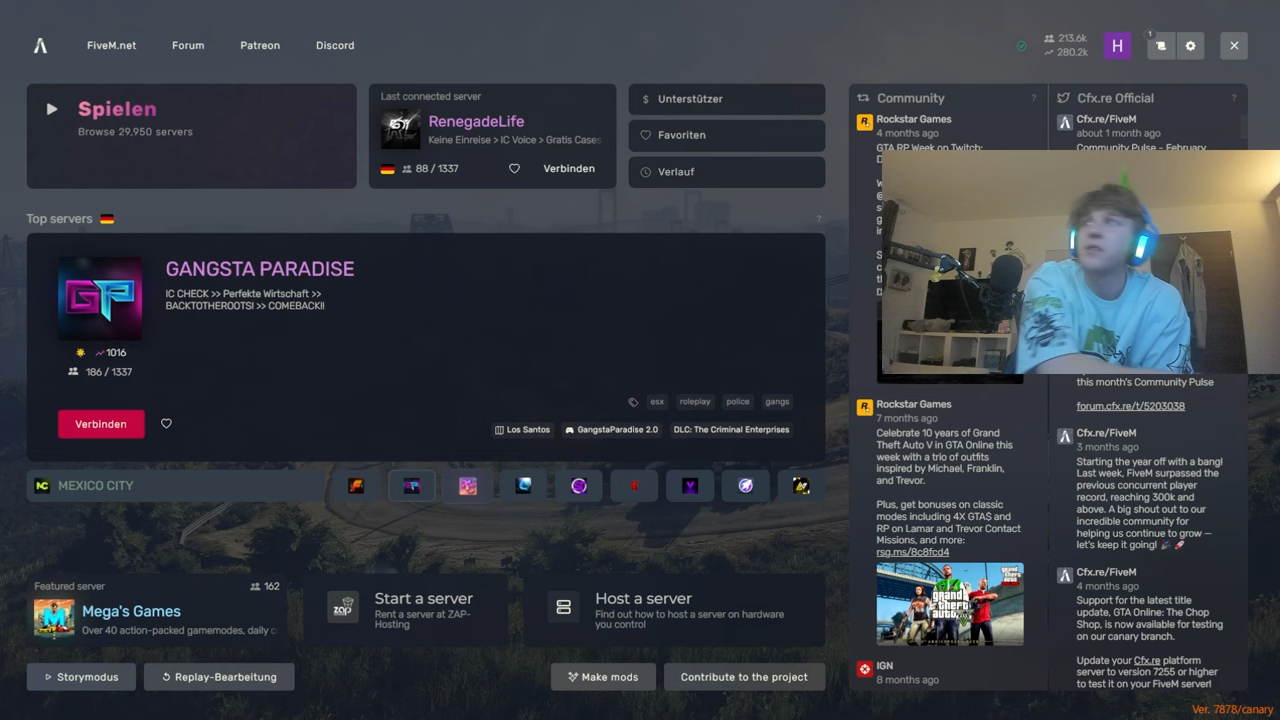 FiveM.net
Forum
Patreon
Discord
213.6k
280.2k
H
1
Spielen
Browse 29,950 servers
Last connected server
RenegadeLife
Keine Einreise > IC Voice > Gratis Cases
88 / 1337
Verbinden
$ Unterstützer
Favoriten
Verlauf
Top servers
?
GANGSTA PARADISE
IC CHECK >> Perfekte Wirtschaft >>
BACKTOTHEROOTS! >> COMEBACK!!
GP
1016
186 / 1337
esx
roleplay
police
gangs
Verbinden
Los Santos
GangstaParadise 2.0
DLC: The Criminal Enterprises
MC
MEXICO CITY
Featured server
162
Mega's Games
Over 40 action-packed gamemodes, daily c
ZAP
Start a server
Rent a server at ZAP-
Hosting
Host a server
Find out how to host a server on hardware
you control
Storymodus
Replay-Bearbeitung
Make mods
Contribute to the project
Community
?
Rockstar Games
4 months ago
GTA RP Week on Twitch:
Rockstar Games
7 months ago
Celebrate 10 years of Grand
Theft Auto V in GTA Online this
week with a trio of outfits
inspired by Michael, Franklin,
and Trevor.
Plus, get bonuses on classic
modes including 4X GTA$ and
RP on Lamar and Trevor Contact
Missions, and more:
rsg.ms/8c8fcd4
grand
theft
auto
IGN
8 months ago
Cfx.re Official
?
Cfx.re/FiveM
about 1 month ago
Community Pulse - February
this month's Community Pulse
forum.cfx.re/t/5203038
Cfx.re/FiveM
3 months ago
Starting the year off with a bang!
Last week, FiveM surpassed the
previous concurrent player
record, reaching 300k and
above. A big shout out to our
incredible community for
helping us continue to grow —
let's keep it going! 🎉 🚀
Cfx.re/FiveM
4 months ago
Support for the latest title
update, GTA Online: The Chop
Shop, is now available for testing
on our canary branch.
Update your Cfx.re platform
server to version 7255 or higher
to test it on your FiveM server!
Ver. 7878/canary